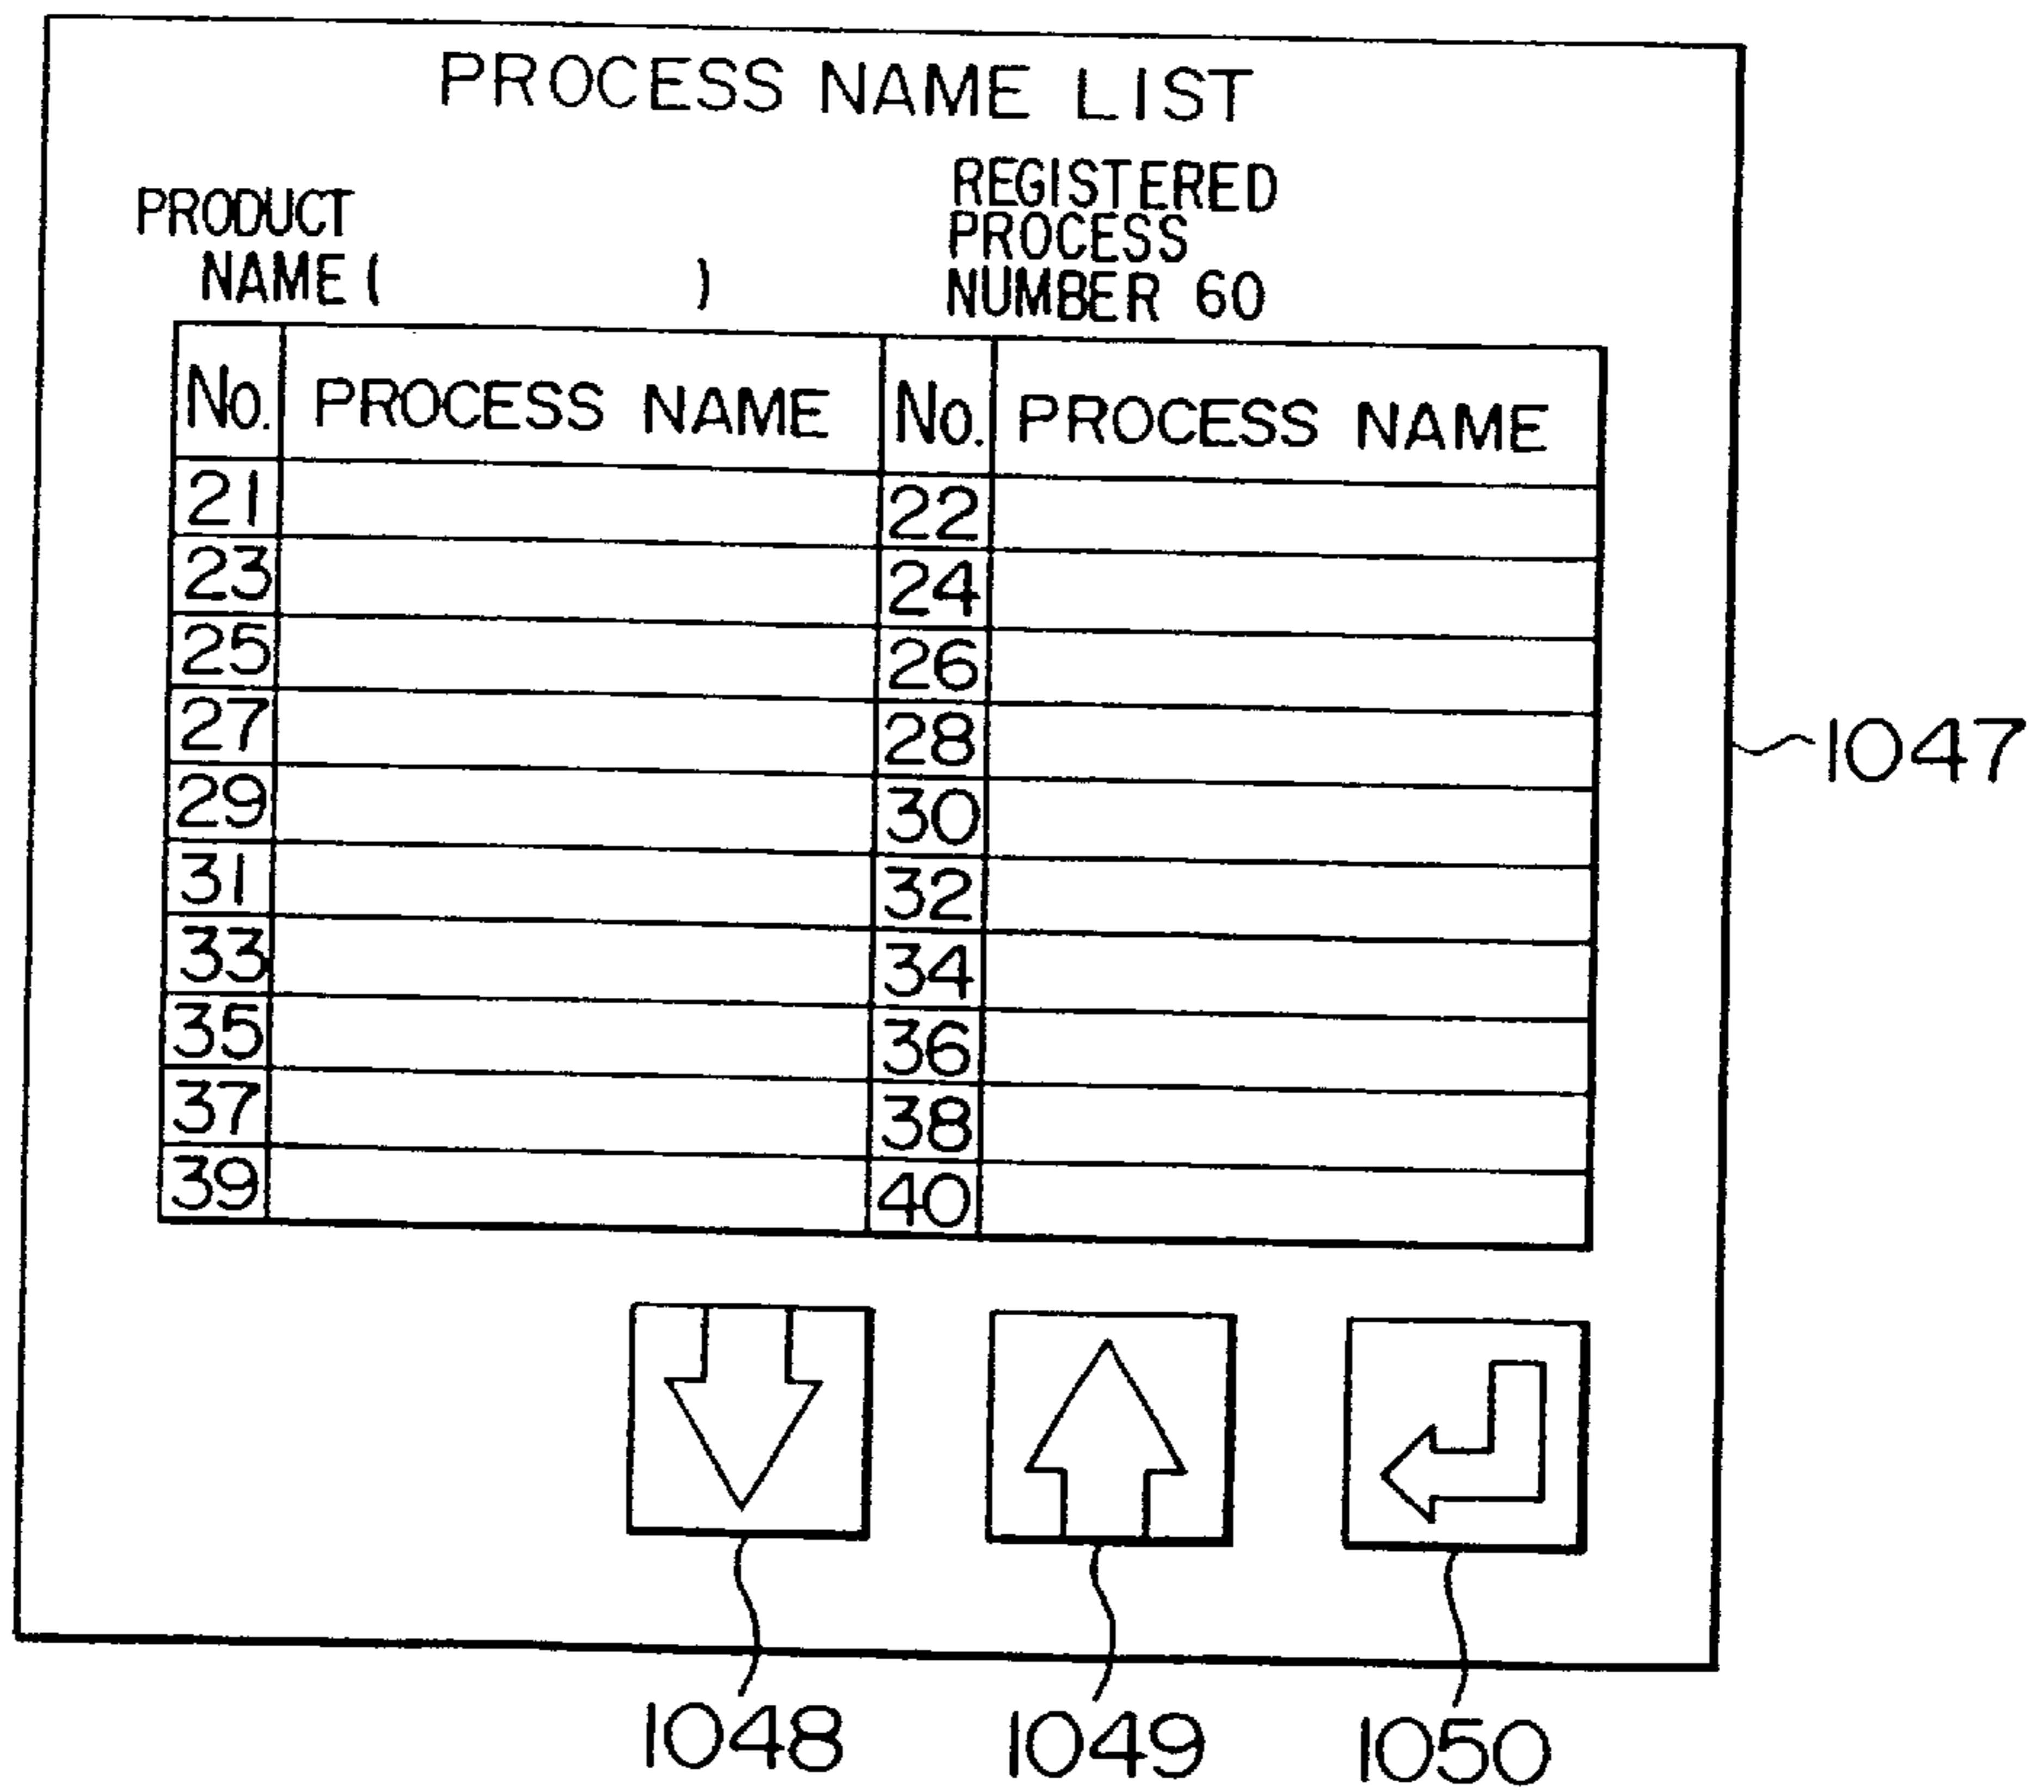 PROCESS NAME LIST
PRODUCT
NAME ( )
REGISTERED
PROCESS
NUMBER 60
No. PROCESS NAME No. PROCESS NAME
21 22
23 24
25 26
27 28
29 30
31 32
33 34
35 36
37 38
39 40
1047
1048 1049 1050